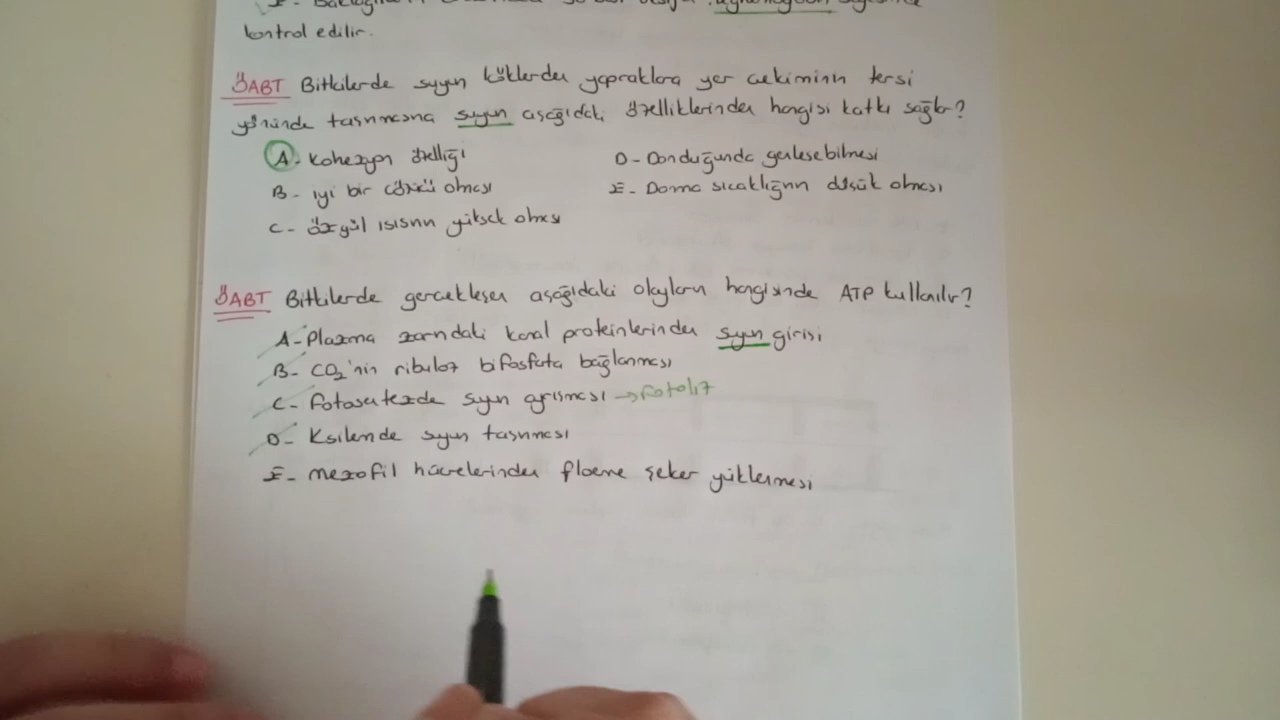 kontrol edilir.
ÖABT Bitkilerde suyun köklerden yapraklara yer çekiminin tersi
yönünde taşınmasına suyun aşağıdaki özelliklerinden hangisi katkı sağlar?
A- Kohezyon özelliği
B- iyi bir çözücü olması
C- özgül ısısının yüksek olması
D- Donduğunda genleşebilmesi
E- Donma sıcaklığının düşük olması
ÖABT Bitkilerde gerçekleşen aşağıdaki olayların hangisinde ATP kullanılır?
A- Plazma zarındaki kanal proteinlerinden suyun girişi
B- CO2'nin ribuloz bifosfata bağlanması
C- Fotosentezde suyun ayrışması → Fotoliz
D- Ksilemde suyun taşınması
E- mezofil hücrelerinden floeme şeker yüklenmesi